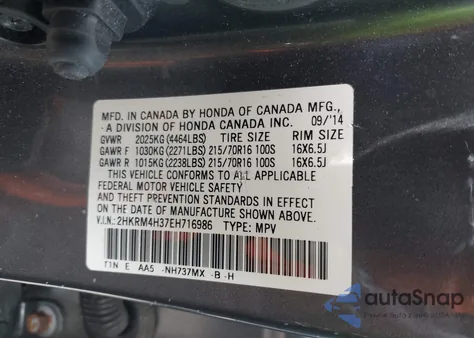 MFD. IN CANADA BY HONDA OF CANADA MFG.,
A DIVISION OF HONDA CANADA INC. 09/'14
GVWR 2025KG(4464LBS) TIRE SIZE RIM SIZE
GAWR F 1030KG(2271LBS) 215/70R16 100S 16X6.5J
GAWR R 1015KG(2238LBS) 215/70R16 100S 16X6.5J
THIS VEHICLE CONFORMS TO ALL APPLICABLE
FEDERAL MOTOR VEHICLE SAFETY
AND THEFT PREVENTION STANDARDS IN EFFECT
ON THE DATE OF MANUFACTURE SHOWN ABOVE.
V.I.N.: 2HKRM4H37EH716986 TYPE: MPV
T1N E AA5 -NH737MX -B -H
autoSnap